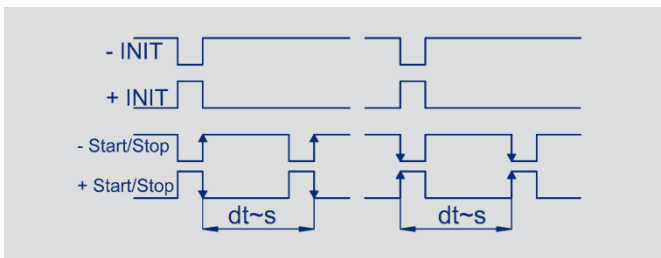 - INIT
+ INIT
- Start/Stop
+ Start/Stop
dt~s dt~s